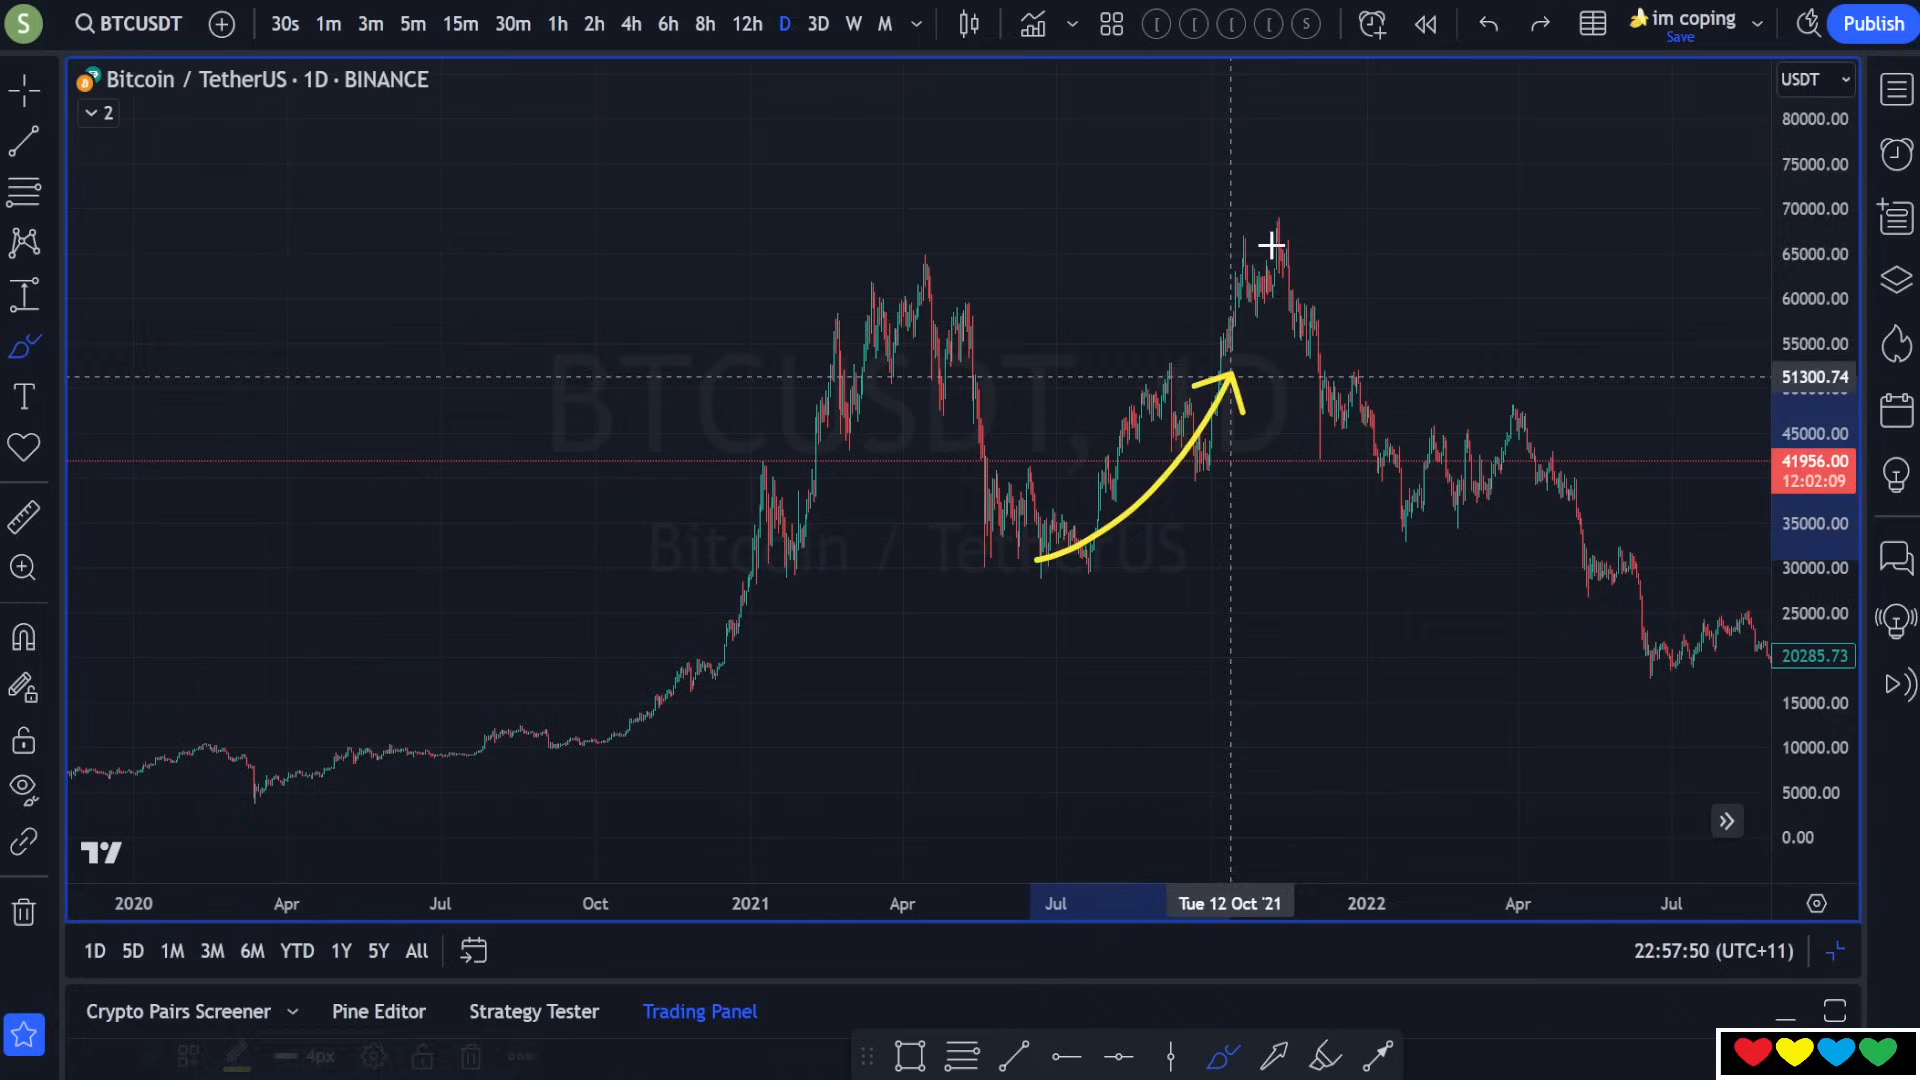 S
BTCUSDT
30s 1m 3m 5m 15m 30m 1h 2h 4h 6h 8h 12h D 3D W M
[ [ [ [ S
im coping
Save
Publish
Bitcoin / TetherUS · 1D · BINANCE
2
USDT
80000.00
75000.00
70000.00
65000.00
60000.00
55000.00
51300.74
45000.00
41956.00
12:02:09
35000.00
30000.00
25000.00
20285.73
15000.00
10000.00
5000.00
0.00
BTCUSDT, 1D
Bitcoin / TetherUS
2020 Apr Jul Oct 2021 Apr Jul Tue 12 Oct '21 2022 Apr Jul
1D 5D 1M 3M 6M YTD 1Y 5Y All
22:57:50 (UTC+11)
Crypto Pairs Screener Pine Editor Strategy Tester Trading Panel
4px